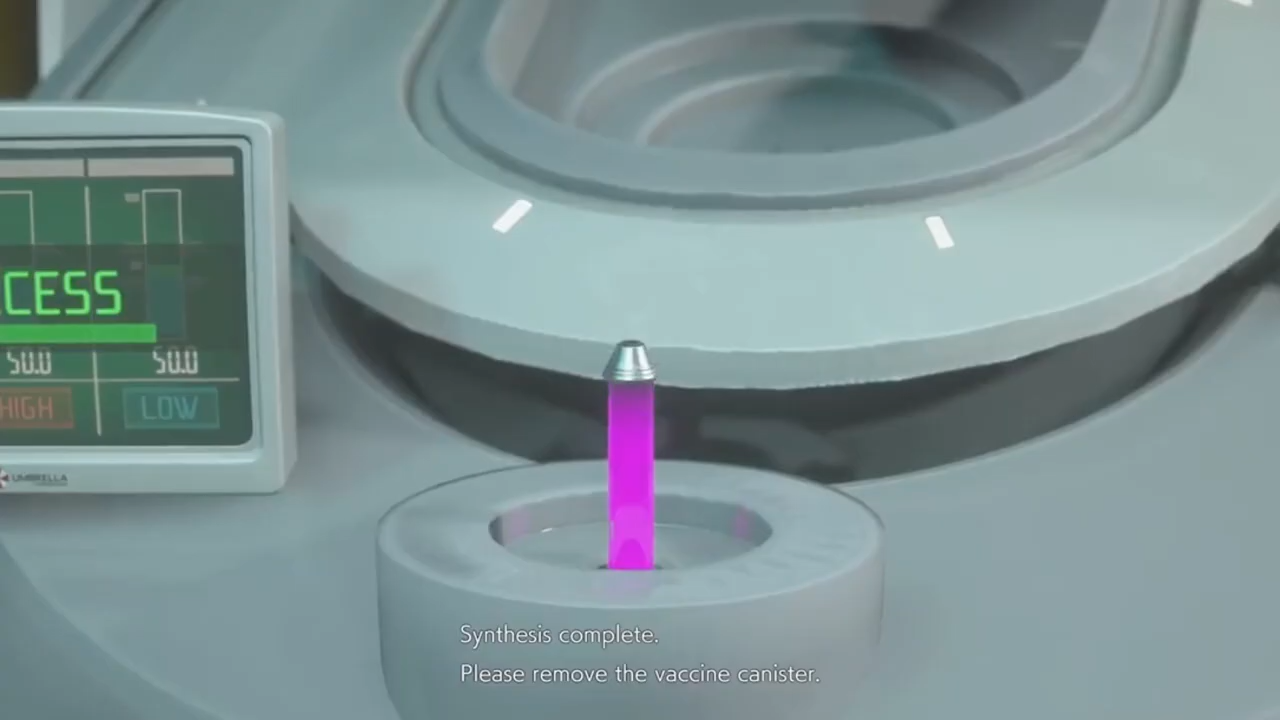 CESS
50.0 50.0
HIGH LOW
UMBRELLA
Synthesis complete.
Please remove the vaccine canister.